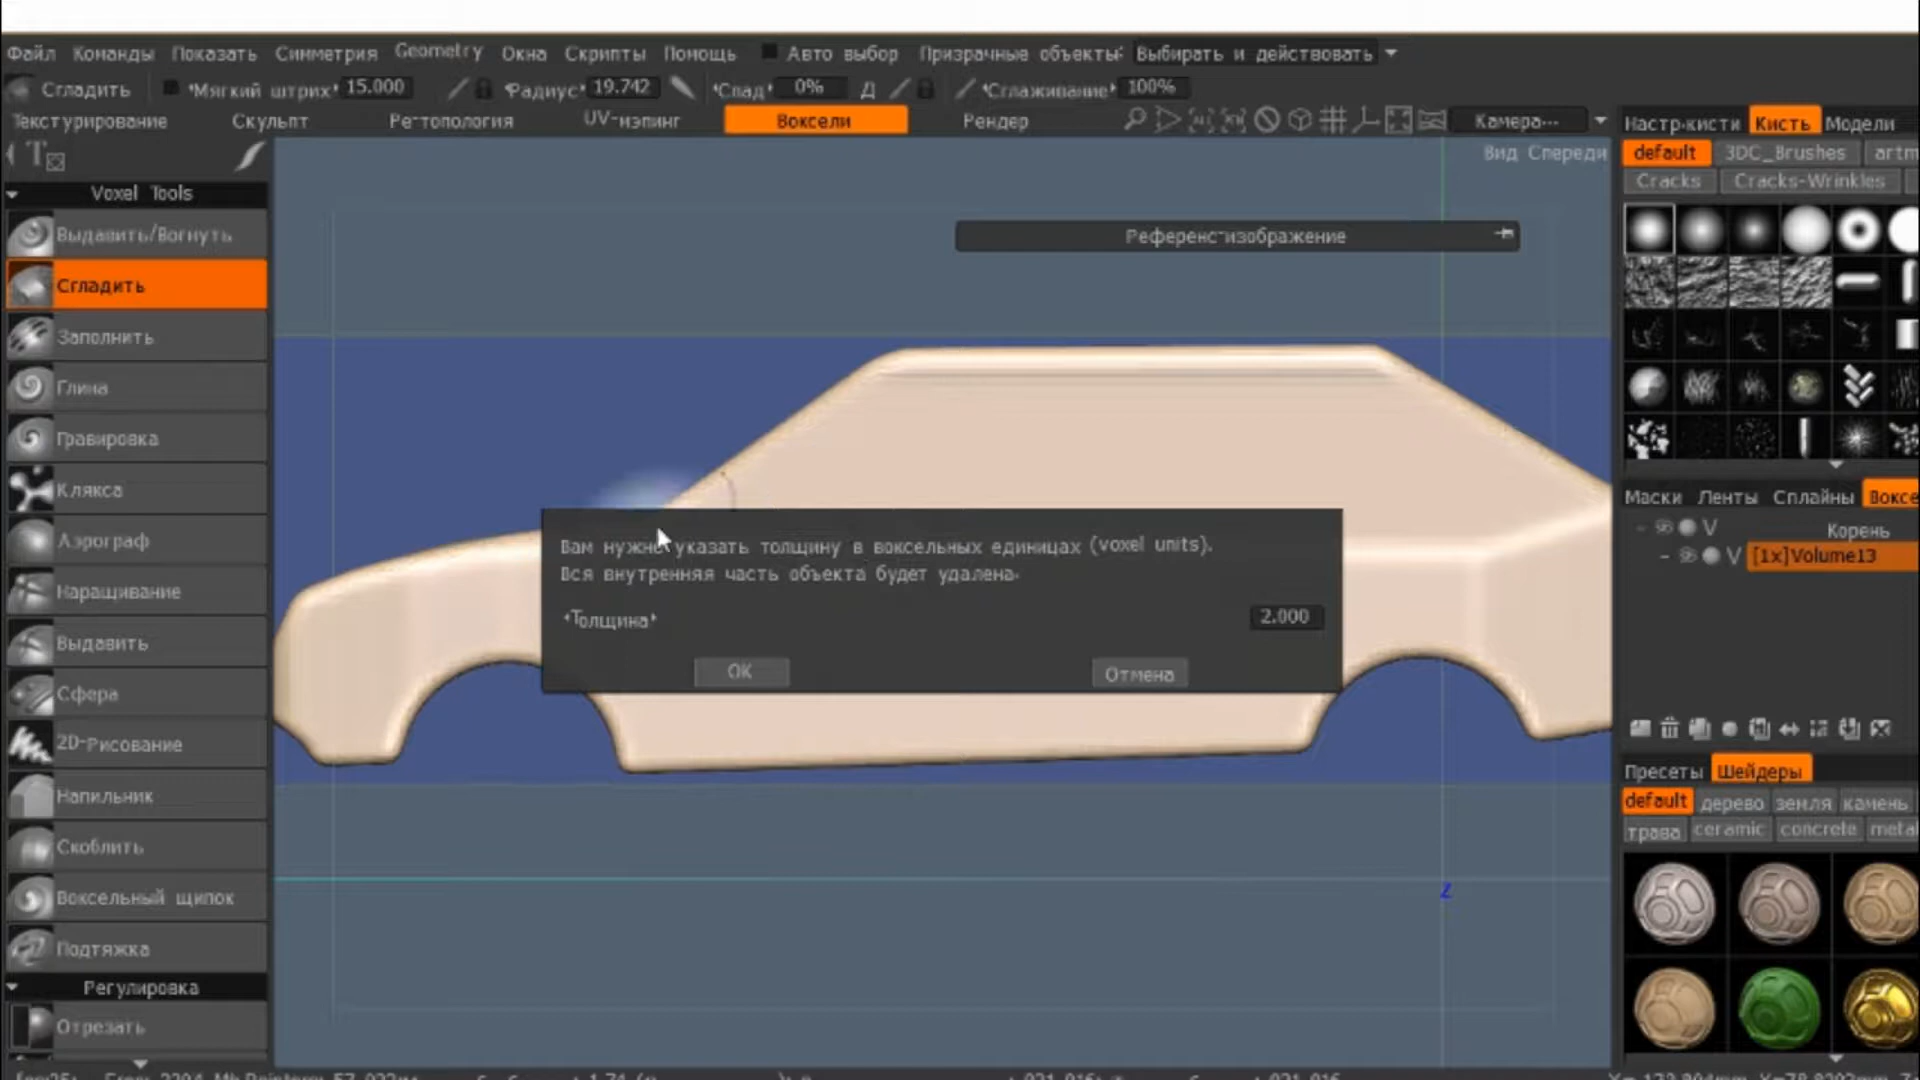 Файл Команды Показать Симметрия Geometry Окна Скрипты Помощь Авто выбор Призрачные объекты: Выбирать и действовать
Сгладить Мягкий штрих 15.000 Радиус 19.742 Спад 0% Д Сглаживание 100%
Текстурирование Скульпт Ретопология UV-мэпинг Воксели Рендер Камера...
Настр.кисти Кисть Модели
Вид Спереди
default 3DC_Brushes artm
Cracks Cracks-Wrinkles
Voxel Tools
Выдавить/Вогнуть
Сгладить
Заполнить
Глина
Гравировка
Клякса
Аэрограф
Наращивание
Выдавить
Сфера
2D-Рисование
Напильник
Скоблить
Воксельный щипок
Подтяжка
Регулировка
Отрезать
Референс-изображение
Вам нужно указать толщину в воксельных единицах (voxel units).
Вся внутренняя часть объекта будет удалена.
Толщина 2.000
OK Отмена
Z
Маски Ленты Сплайны Воксе
V Корень
V [1x]Volume13
Пресеты Шейдеры
default дерево земля камень
трава ceramic concrete metal